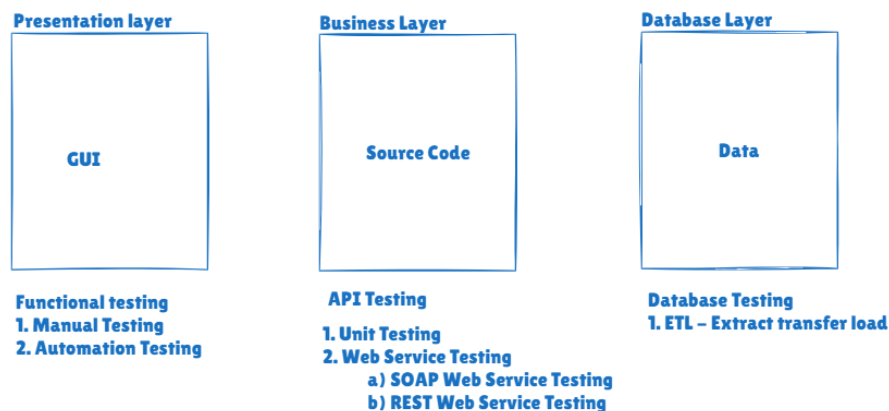 Presentation layer
GUI
Functional testing
1. Manual Testing
2. Automation Testing
Business Layer
Source Code
API Testing
1. Unit Testing
2. Web Service Testing
a) SOAP Web Service Testing
b) REST Web Service Testing
Database Layer
Data
Database Testing
1. ETL - Extract transfer load